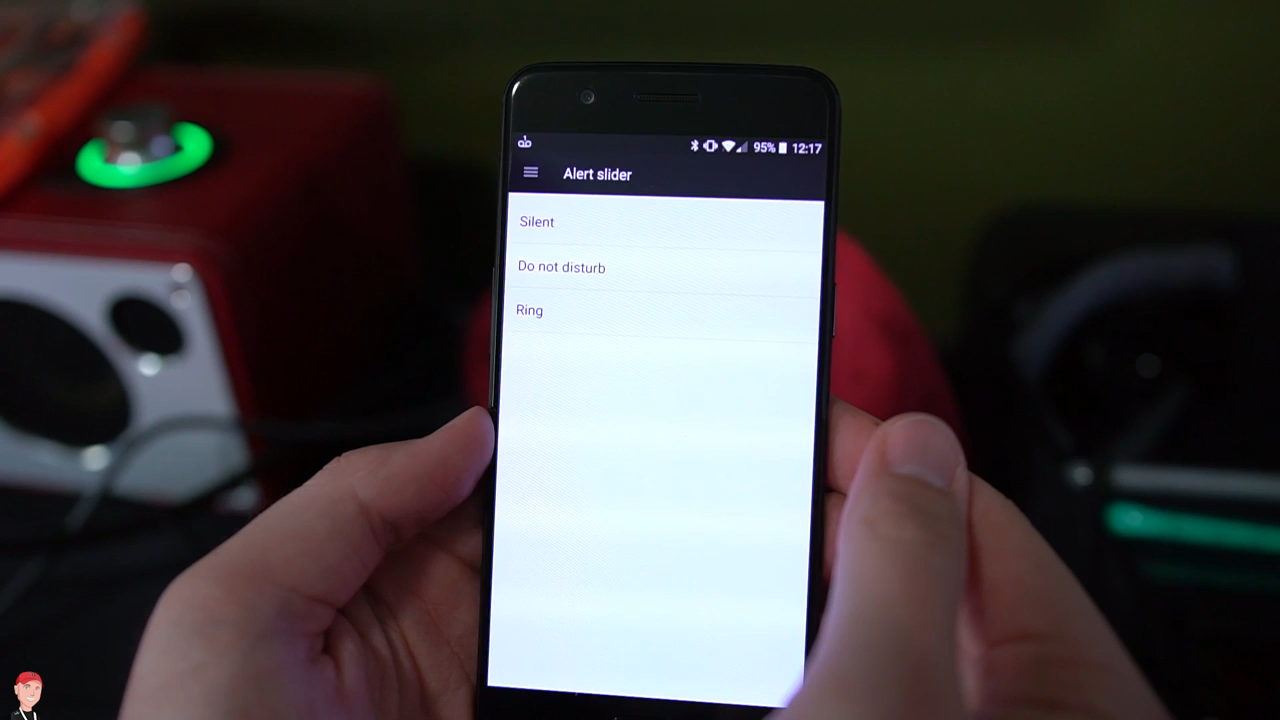 95% 12:17
Alert slider
Silent
Do not disturb
Ring